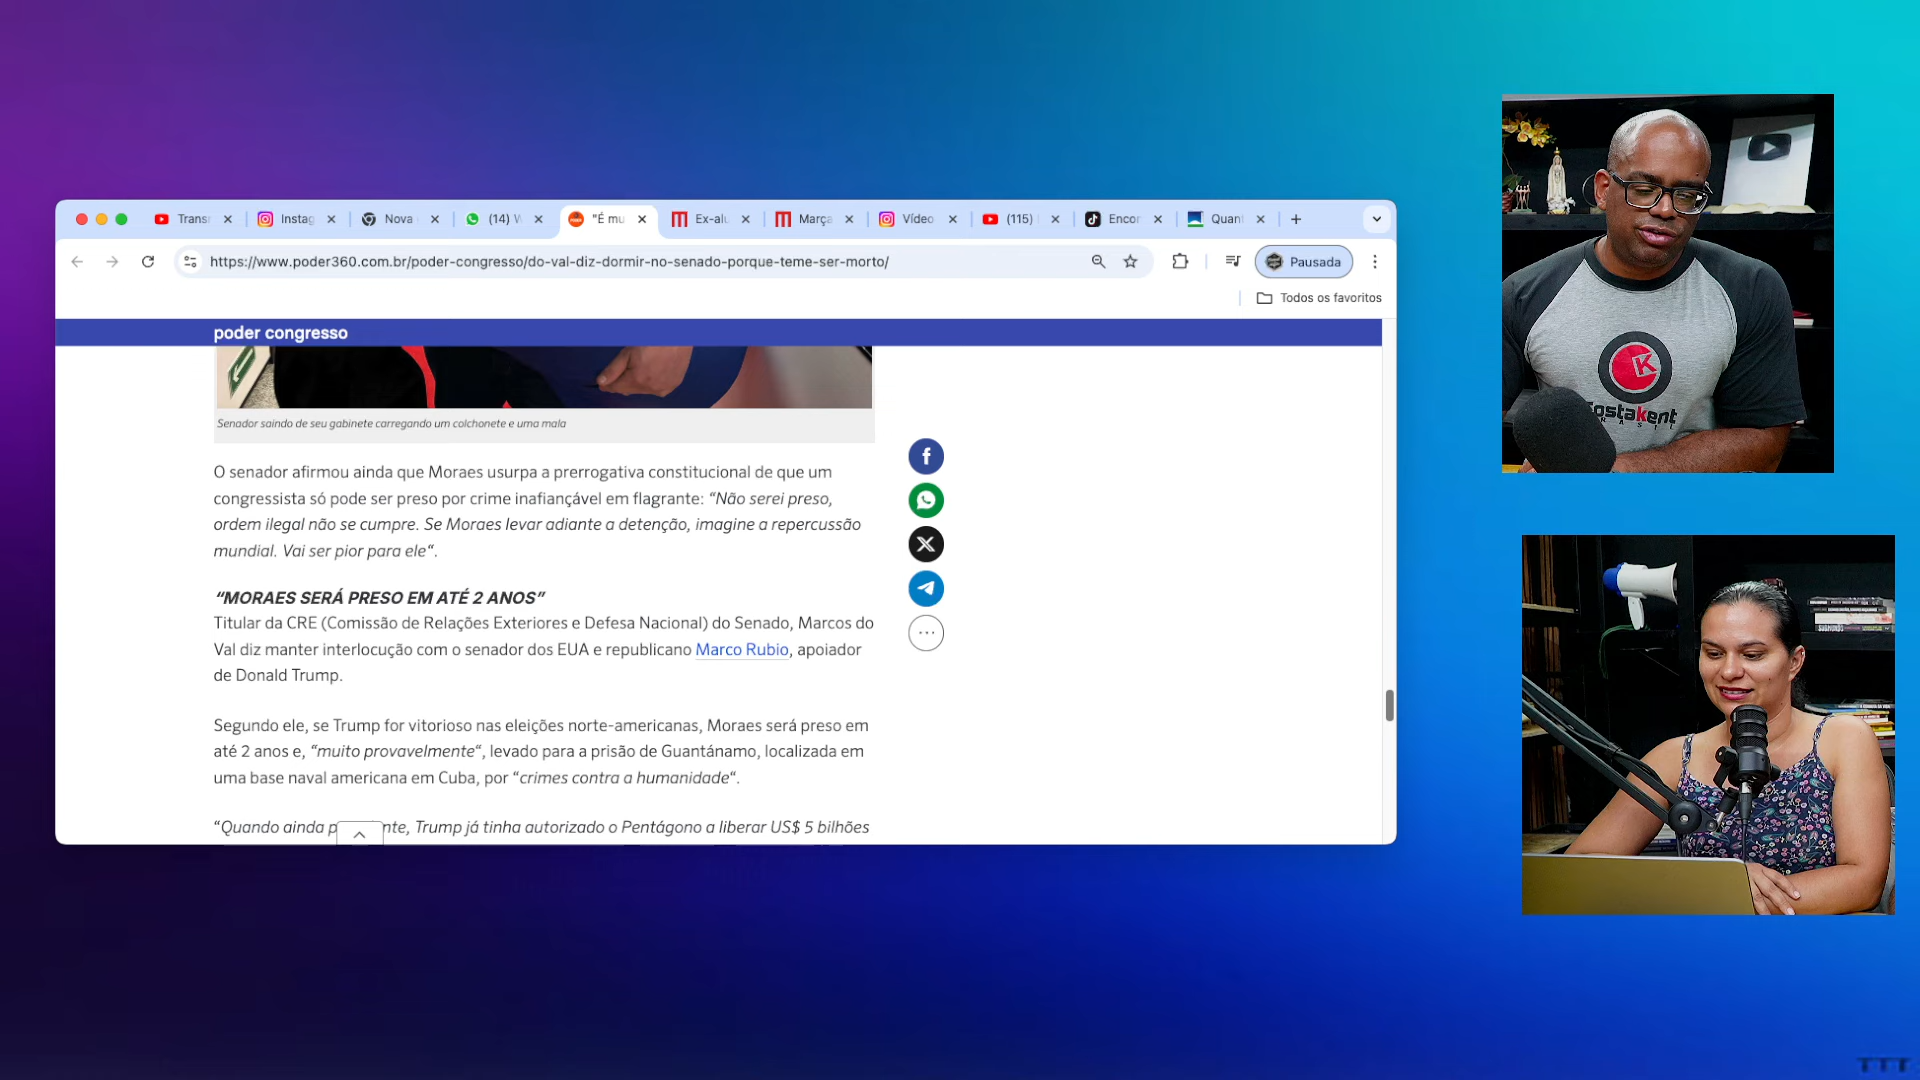 Trans
Instag
Nova
(14) W
"É mu
Ex-alu
Março
Vídeo
(115)
Encor
Quan
https://www.poder360.com.br/poder-congresso/do-val-diz-dormir-no-senado-porque-teme-ser-morto/
Pausada
Todos os favoritos
poder congresso
Senador saindo de seu gabinete carregando um colchonete e uma mala
O senador afirmou ainda que Moraes usurpa a prerrogativa constitucional de que um
congressista só pode ser preso por crime inafiançável em flagrante: “Não serei preso,
ordem ilegal não se cumpre. Se Moraes levar adiante a detenção, imagine a repercussão
mundial. Vai ser pior para ele“.
“MORAES SERÁ PRESO EM ATÉ 2 ANOS”
Titular da CRE (Comissão de Relações Exteriores e Defesa Nacional) do Senado, Marcos do
Val diz manter interlocução com o senador dos EUA e republicano Marco Rubio, apoiador
de Donald Trump.
Segundo ele, se Trump for vitorioso nas eleições norte-americanas, Moraes será preso em
até 2 anos e, “muito provavelmente“, levado para a prisão de Guantánamo, localizada em
uma base naval americana em Cuba, por “crimes contra a humanidade“.
“Quando ainda p nte, Trump já tinha autorizado o Pentágono a liberar US$ 5 bilhões
K
ostakent